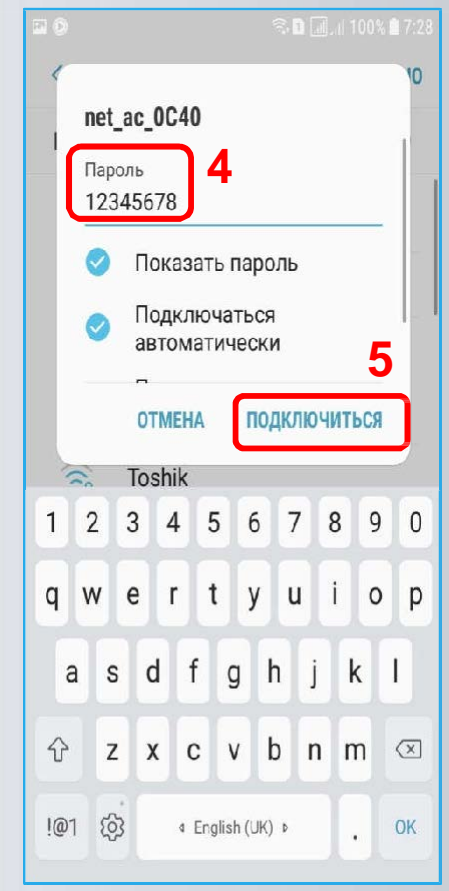 100% 7:28
net_ac_0C40
Пароль
4
12345678
Показать пароль
Подключаться
автоматически
5
ОТМЕНА
ПОДКЛЮЧИТЬСЯ
Toshik
1 2 3 4 5 6 7 8 9 0
q w e r t y u i o p
a s d f g h j k l
z x c v b n m
!@1 English (UK) . OK